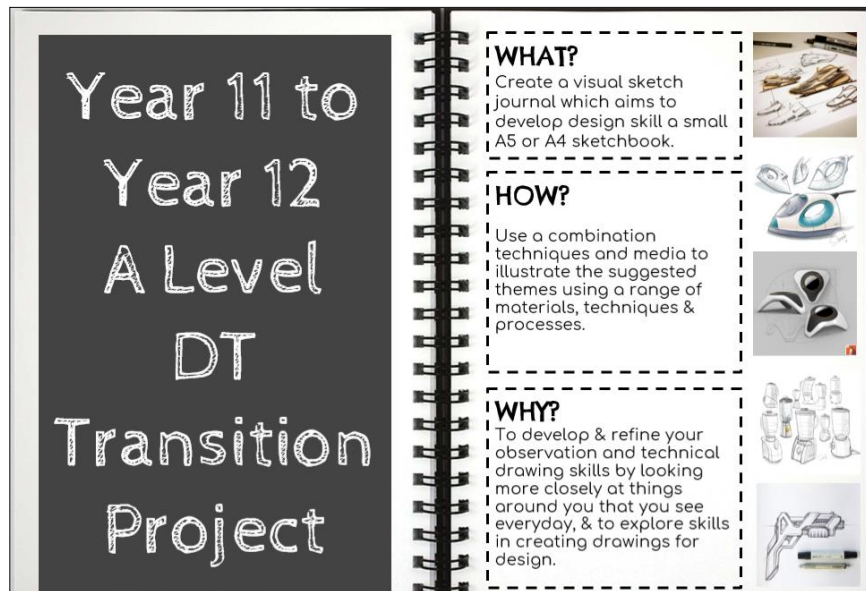 Year 11 to
Year 12
A Level
DT
Transition
Project
WHAT?
Create a visual sketch
journal which aims to
develop design skill a small
A5 or A4 sketchbook.
HOW?
Use a combination
techniques and media to
illustrate the suggested
themes using a range of
materials, techniques &
processes.
WHY?
To develop & refine your
observation and technical
drawing skills by looking
more closely at things
around you that you see
everyday, & to explore skills
in creating drawings for
design.